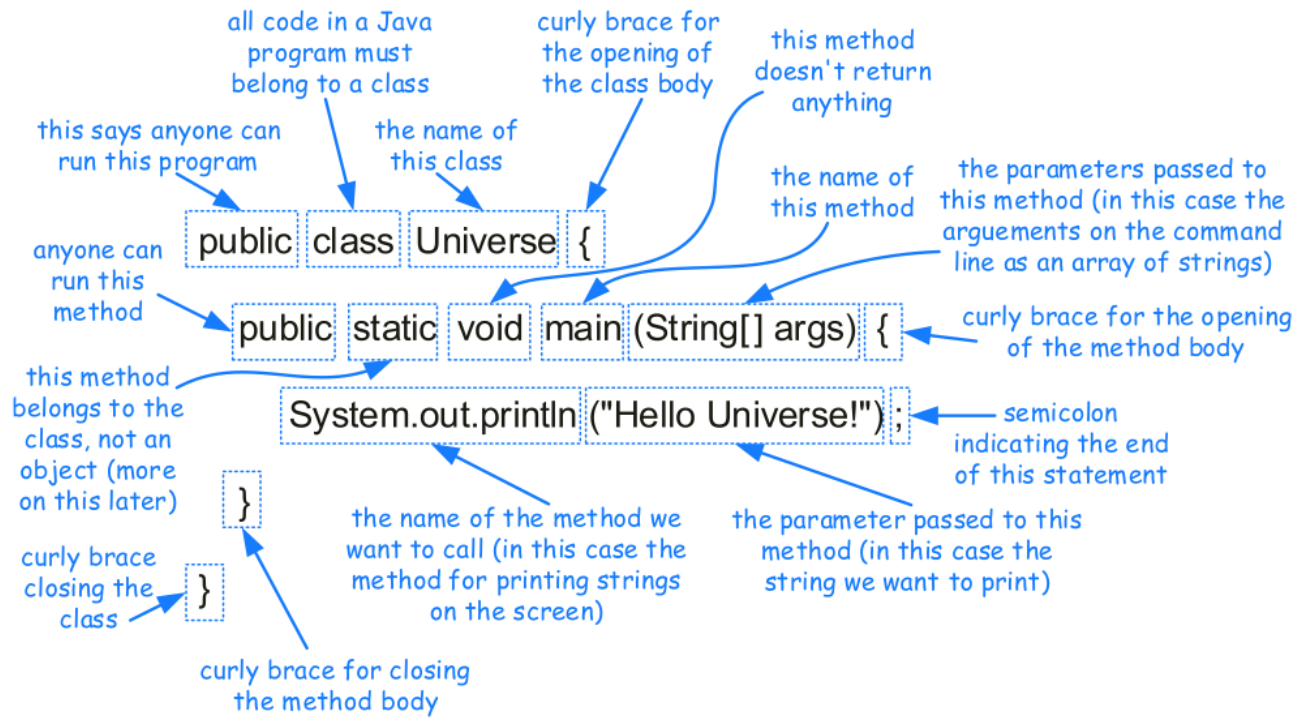 all code in a Java
program must
belong to a class
curly brace for
the opening of
the class body
this method
doesn't return
anything
this says anyone can
run this program
the name of
this class
the name of
this method
the parameters passed to
this method (in this case the
arguements on the command
line as an array of strings)
public class Universe {
anyone can
run this
method
public static void main (String[] args) {
curly brace for the opening
of the method body
this method
belongs to the
class, not an
object (more
on this later)
System.out.println ("Hello Universe!") ;
semicolon
indicating the end
of this statement
}
the name of the method we
want to call (in this case the
method for printing strings
on the screen)
the parameter passed to this
method (in this case the
string we want to print)
curly brace
closing the
class
}
curly brace for closing
the method body